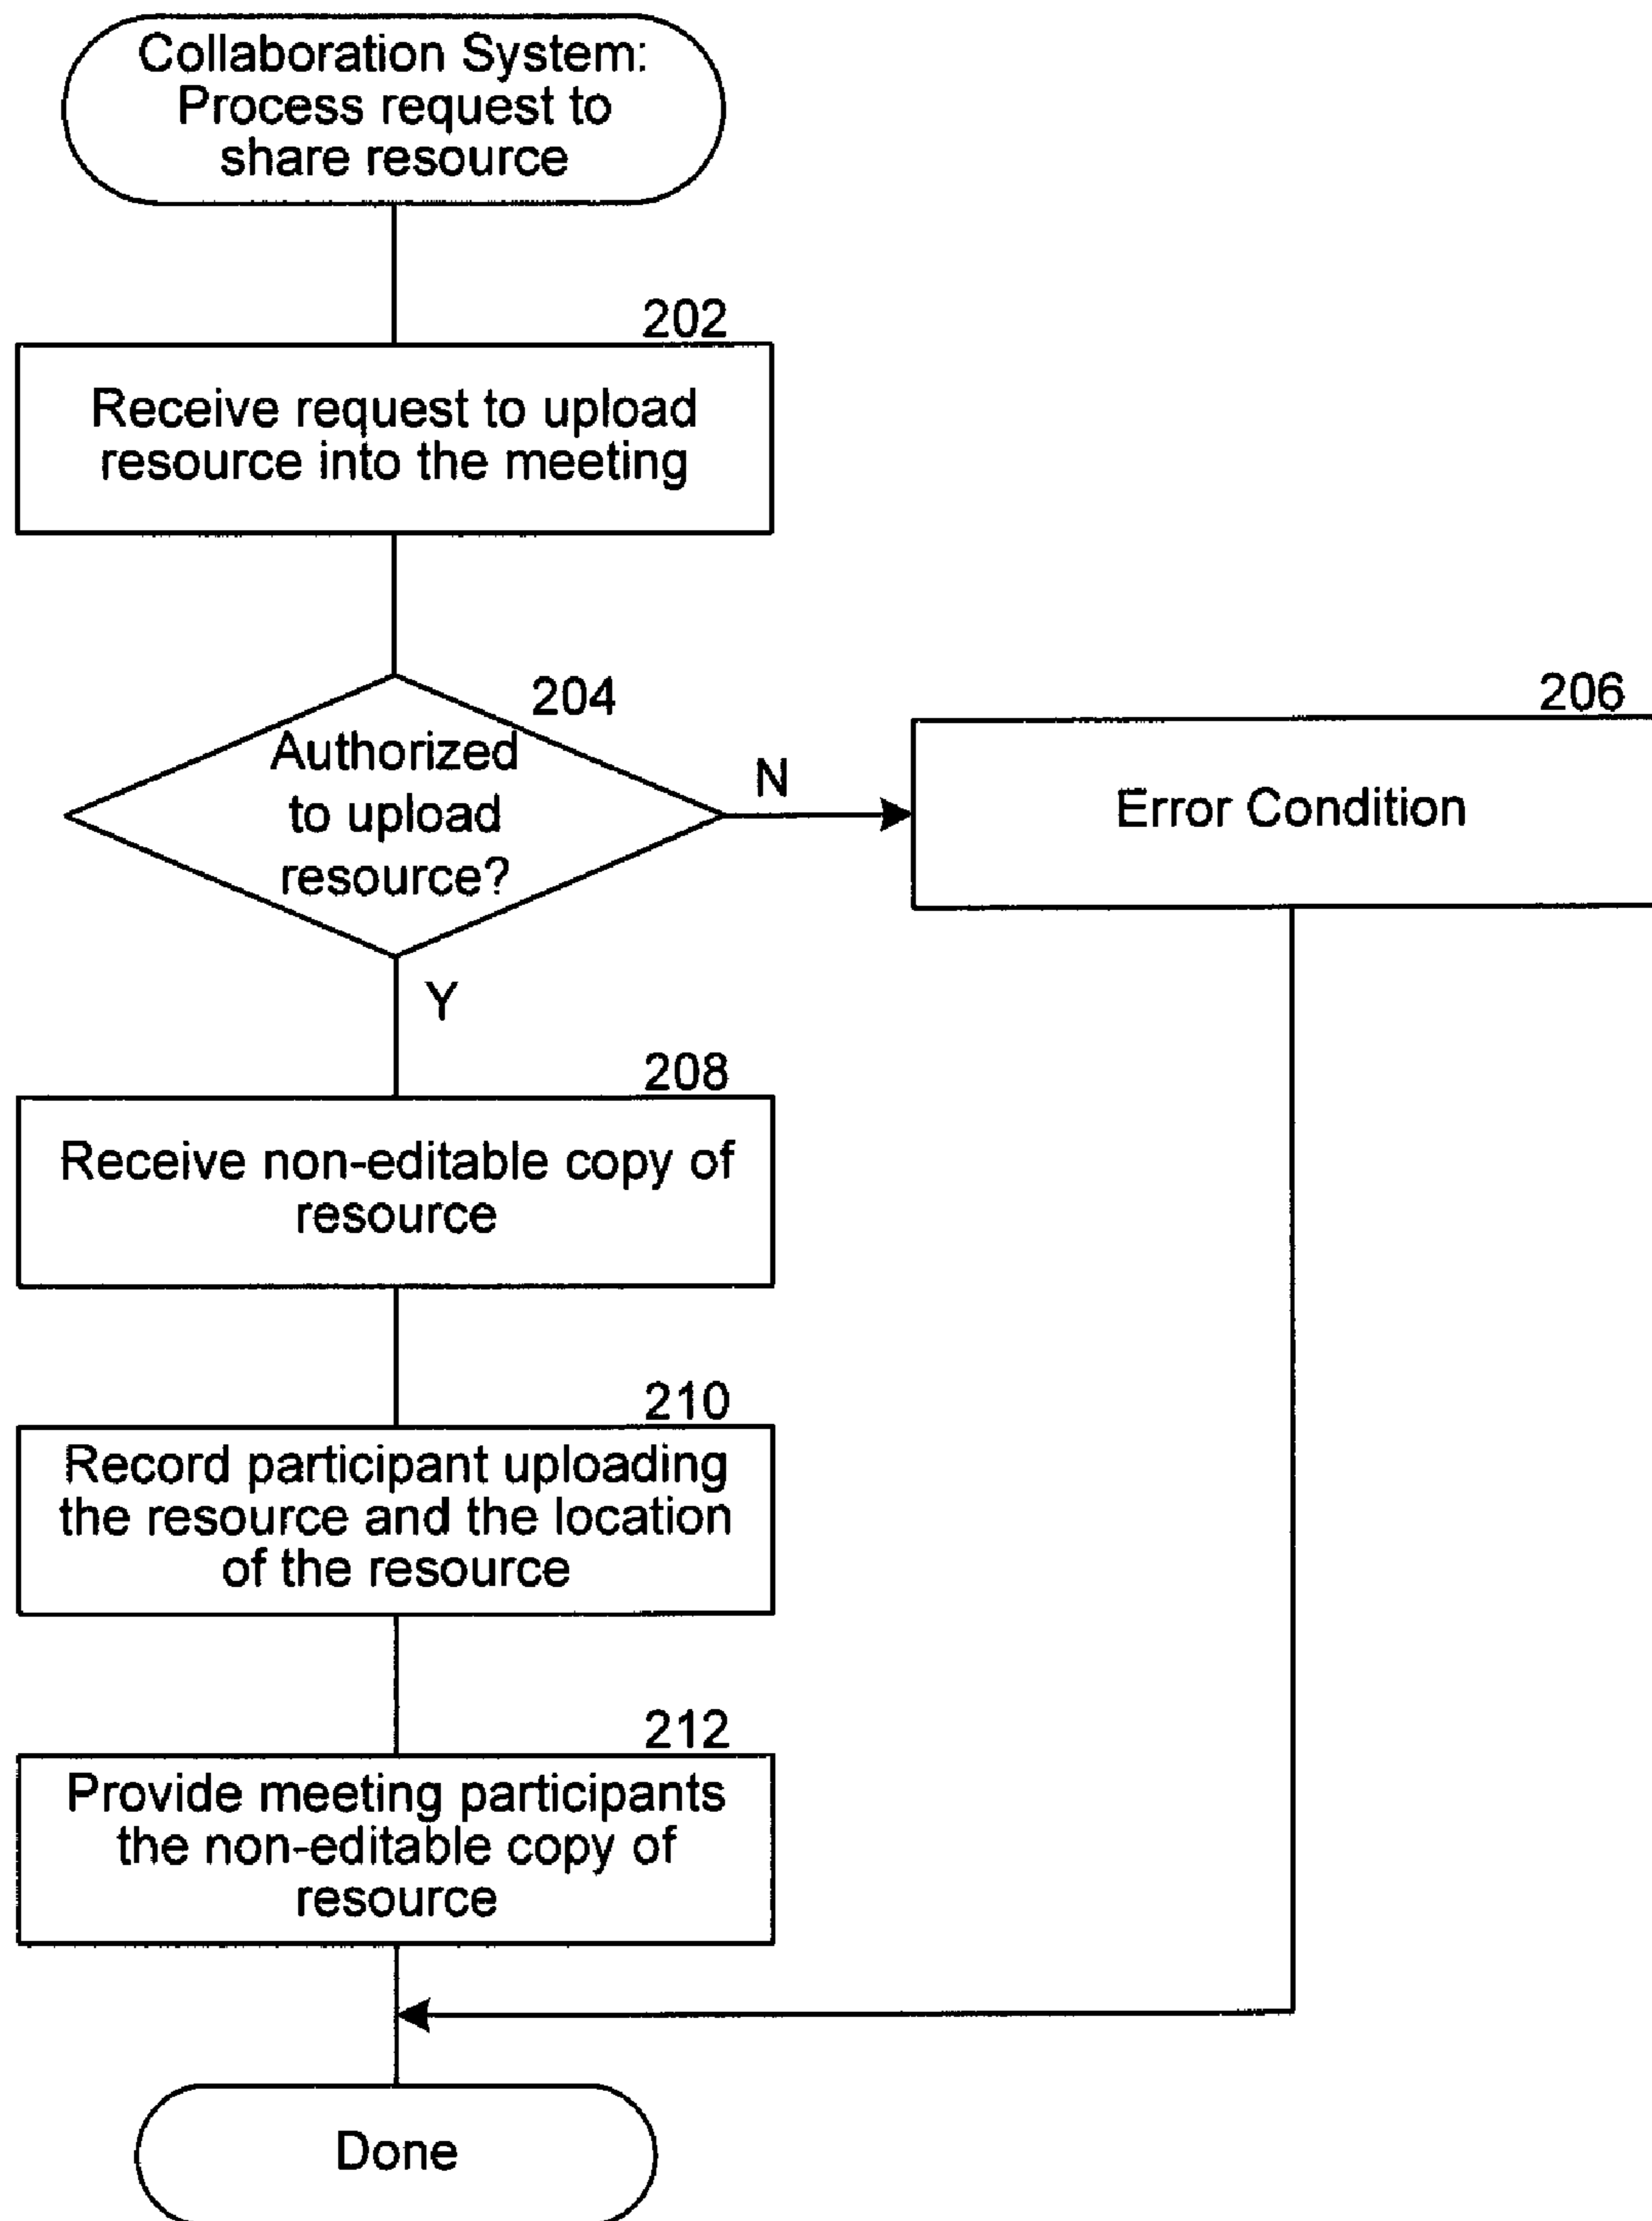 Collaboration System:
Process request to
share resource
202
Receive request to upload
resource into the meeting
204
Authorized
to upload
resource?
N
206
Error Condition
Y
208
Receive non-editable copy of
resource
210
Record participant uploading
the resource and the location
of the resource
212
Provide meeting participants
the non-editable copy of
resource
Done